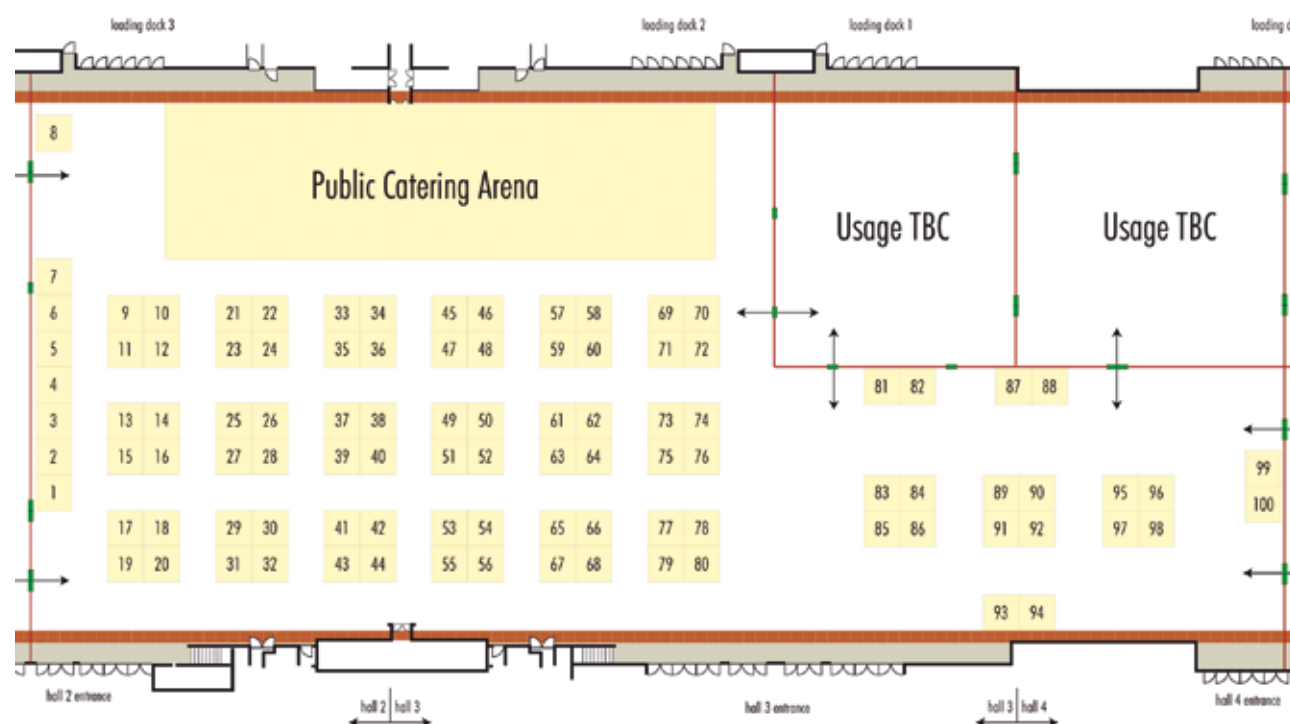 loading dock 3
loading dock 2
loading dock 1
loading d
8
Public Catering Arena
Usage TBC
Usage TBC
7
6 9 10 21 22 33 34 45 46 57 58 69 70
5 11 12 23 24 35 36 47 48 59 60 71 72
4 81 82 87 88
3 13 14 25 26 37 38 49 50 61 62 73 74
2 15 16 27 28 39 40 51 52 63 64 75 76 99
1 83 84 89 90 95 96 100
17 18 29 30 41 42 53 54 65 66 77 78 85 86 91 92 97 98
19 20 31 32 43 44 55 56 67 68 79 80
93 94
hall 2 entrance
hall 2 hall 3
hall 3 entrance
hall 3 hall 4
hall 4 entrance